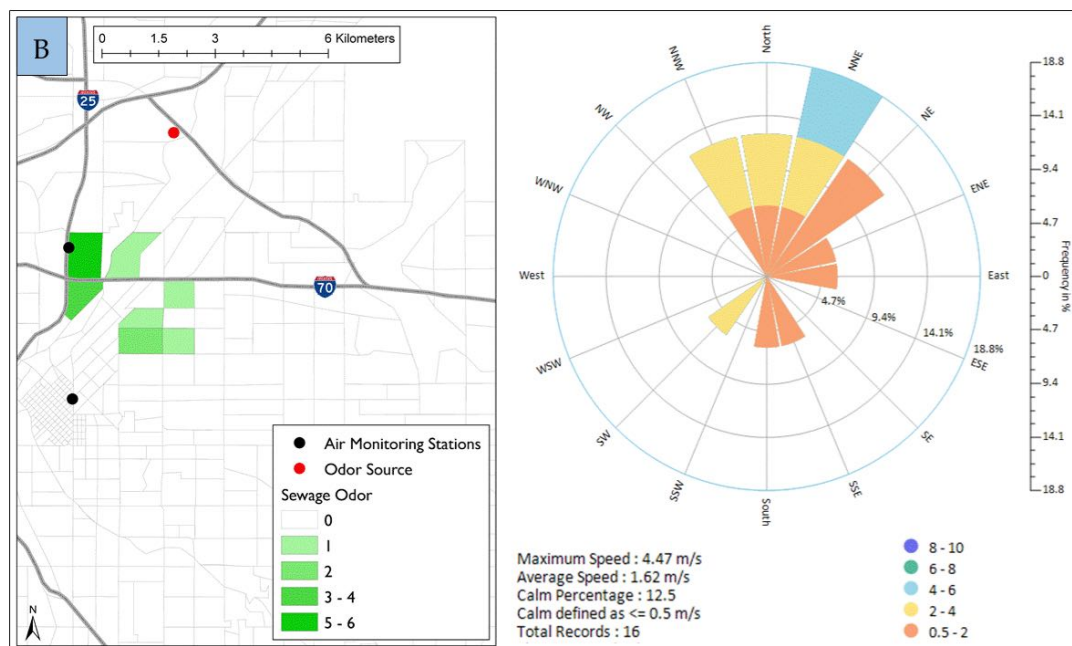 B
0 1.5 3 6 Kilometers
25
70
N
Air Monitoring Stations
Odor Source
Sewage Odor
0
1
2
3 - 4
5 - 6
North
NNE
NE
ENE
East
ESE
SE
SSE
South
SSW
SW
WSW
West
WNW
NW
NNW
4.7%
9.4%
14.1%
18.8%
18.8
14.1
9.4
4.7
0
4.7
9.4
14.1
18.8
Frequency in %
Maximum Speed : 4.47 m/s
Average Speed : 1.62 m/s
Calm Percentage : 12.5
Calm defined as <= 0.5 m/s
Total Records : 16
8 - 10
6 - 8
4 - 6
2 - 4
0.5 - 2